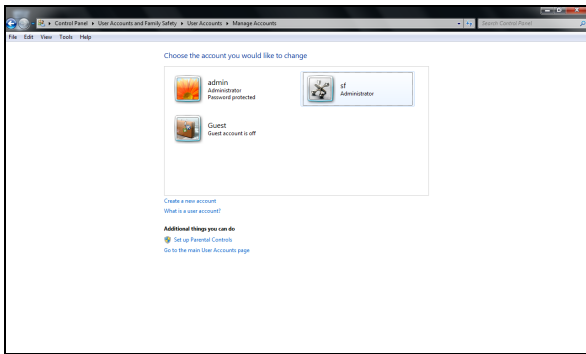 Control Panel ▸ User Accounts and Family Safety ▸ User Accounts ▸ Manage Accounts
Search Control Panel
File Edit View Tools Help
Choose the account you would like to change
admin
Administrator
Password protected
sf
Administrator
Guest
Guest account is off
Create a new account
What is a user account?
Additional things you can do
Set up Parental Controls
Go to the main User Accounts page